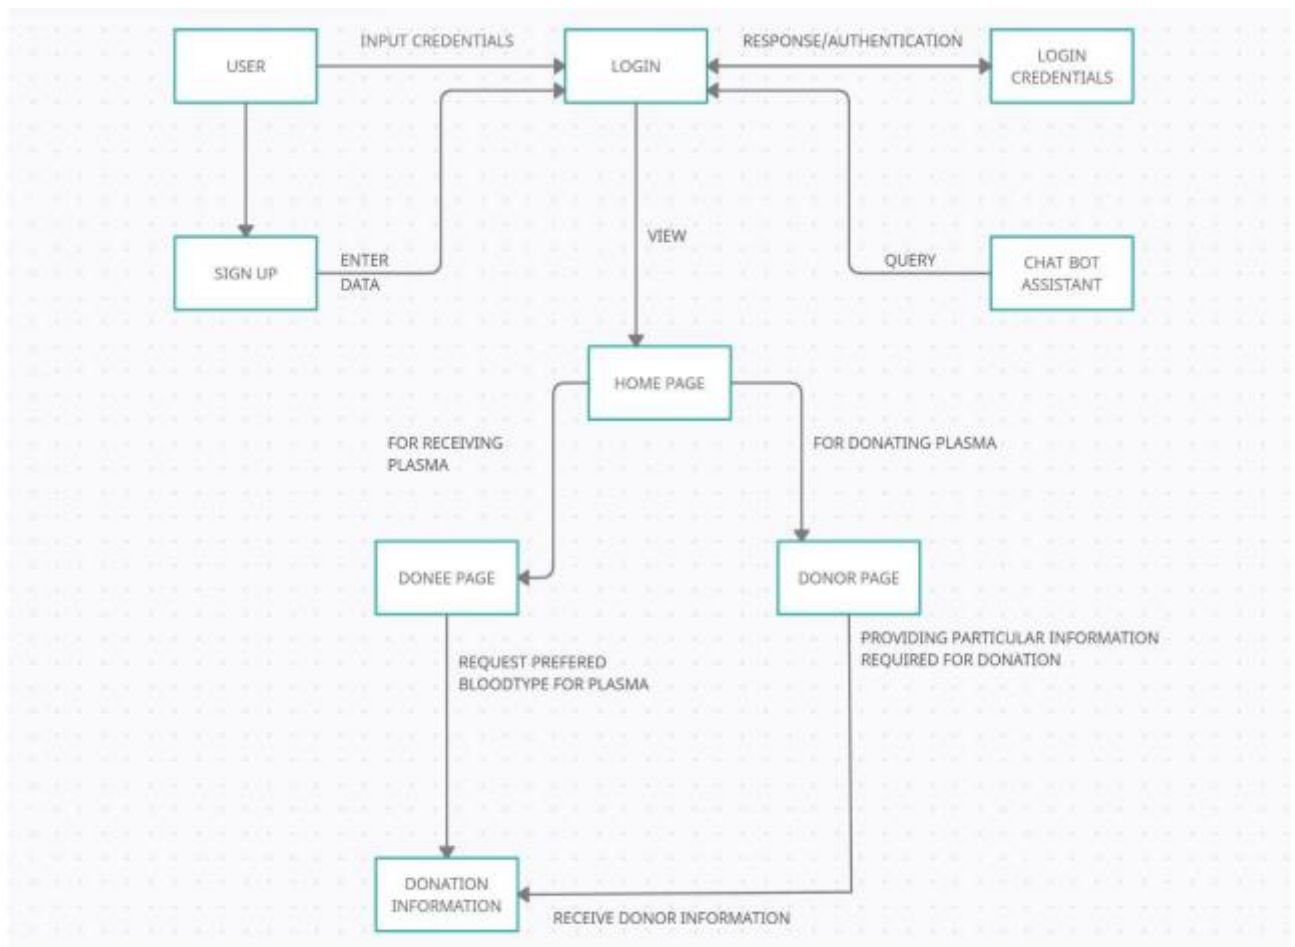 INPUT CREDENTIALS
RESPONSE/AUTHENTICATION
USER
LOGIN
LOGIN
CREDENTIALS
VIEW
SIGN UP
ENTER
DATA
QUERY
CHAT BOT
ASSISTANT
HOME PAGE
FOR RECEIVING
PLASMA
FOR DONATING PLASMA
DONEE PAGE
DONOR PAGE
REQUEST PREFERED
BLOODTYPE FOR PLASMA
PROVIDING PARTICULAR INFORMATION
REQUIRED FOR DONATION
DONATION
INFORMATION
RECEIVE DONOR INFORMATION